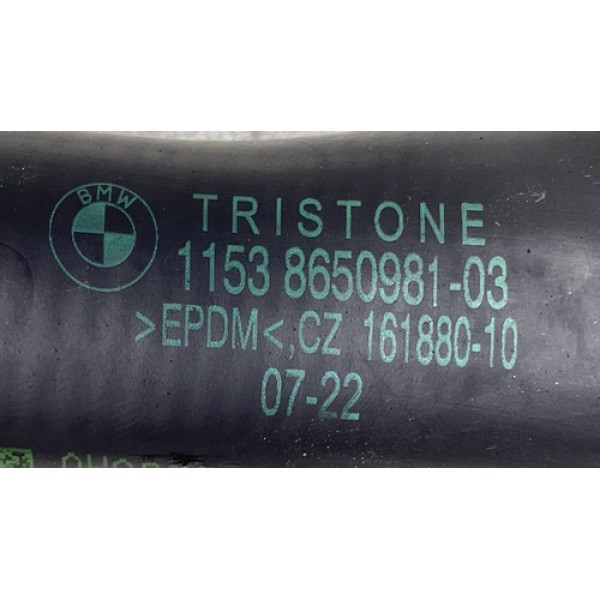 BMW
TRISTONE
1153 8650981-03
>EPDM<,CZ 161880-10
07-22